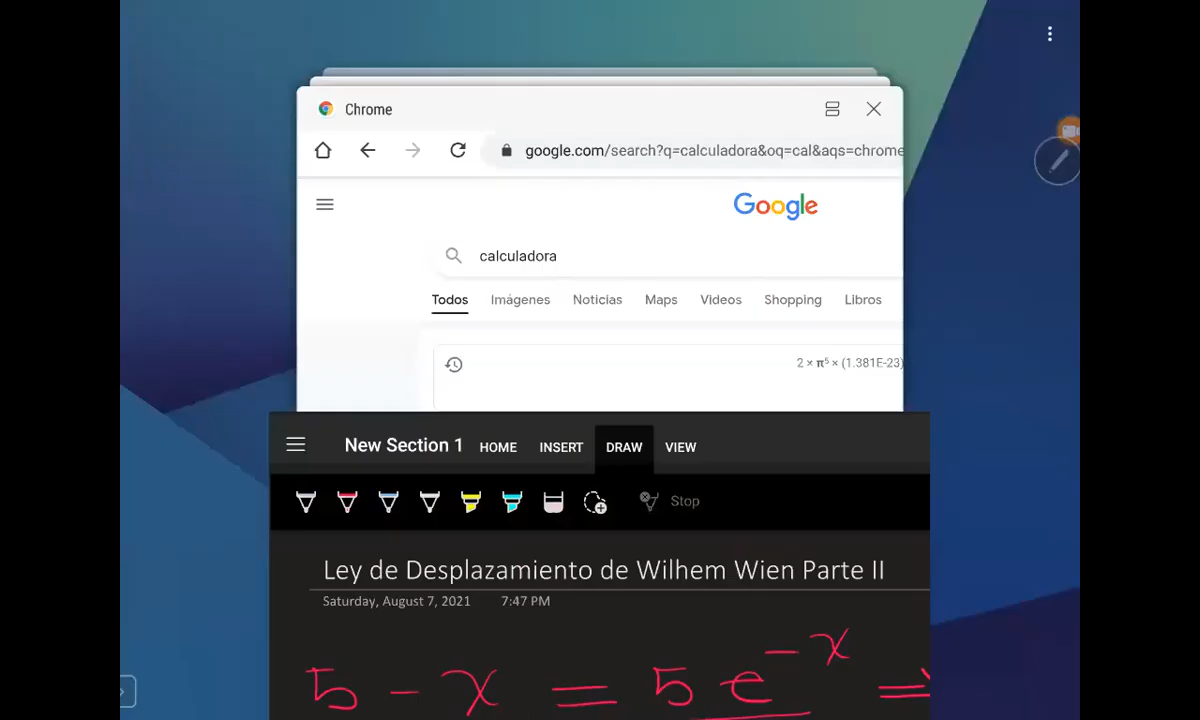 Chrome
google.com/search?q=calculadora&oq=cal&aqs=chrome
Google
calculadora
Todos Imágenes Noticias Maps Videos Shopping Libros
2 × π⁵ × (1.381E-23)
New Section 1 HOME INSERT DRAW VIEW
Stop
Ley de Desplazamiento de Wilhem Wien Parte II
Saturday, August 7, 2021 7:47 PM
5 - x = 5 e^-x ⇒